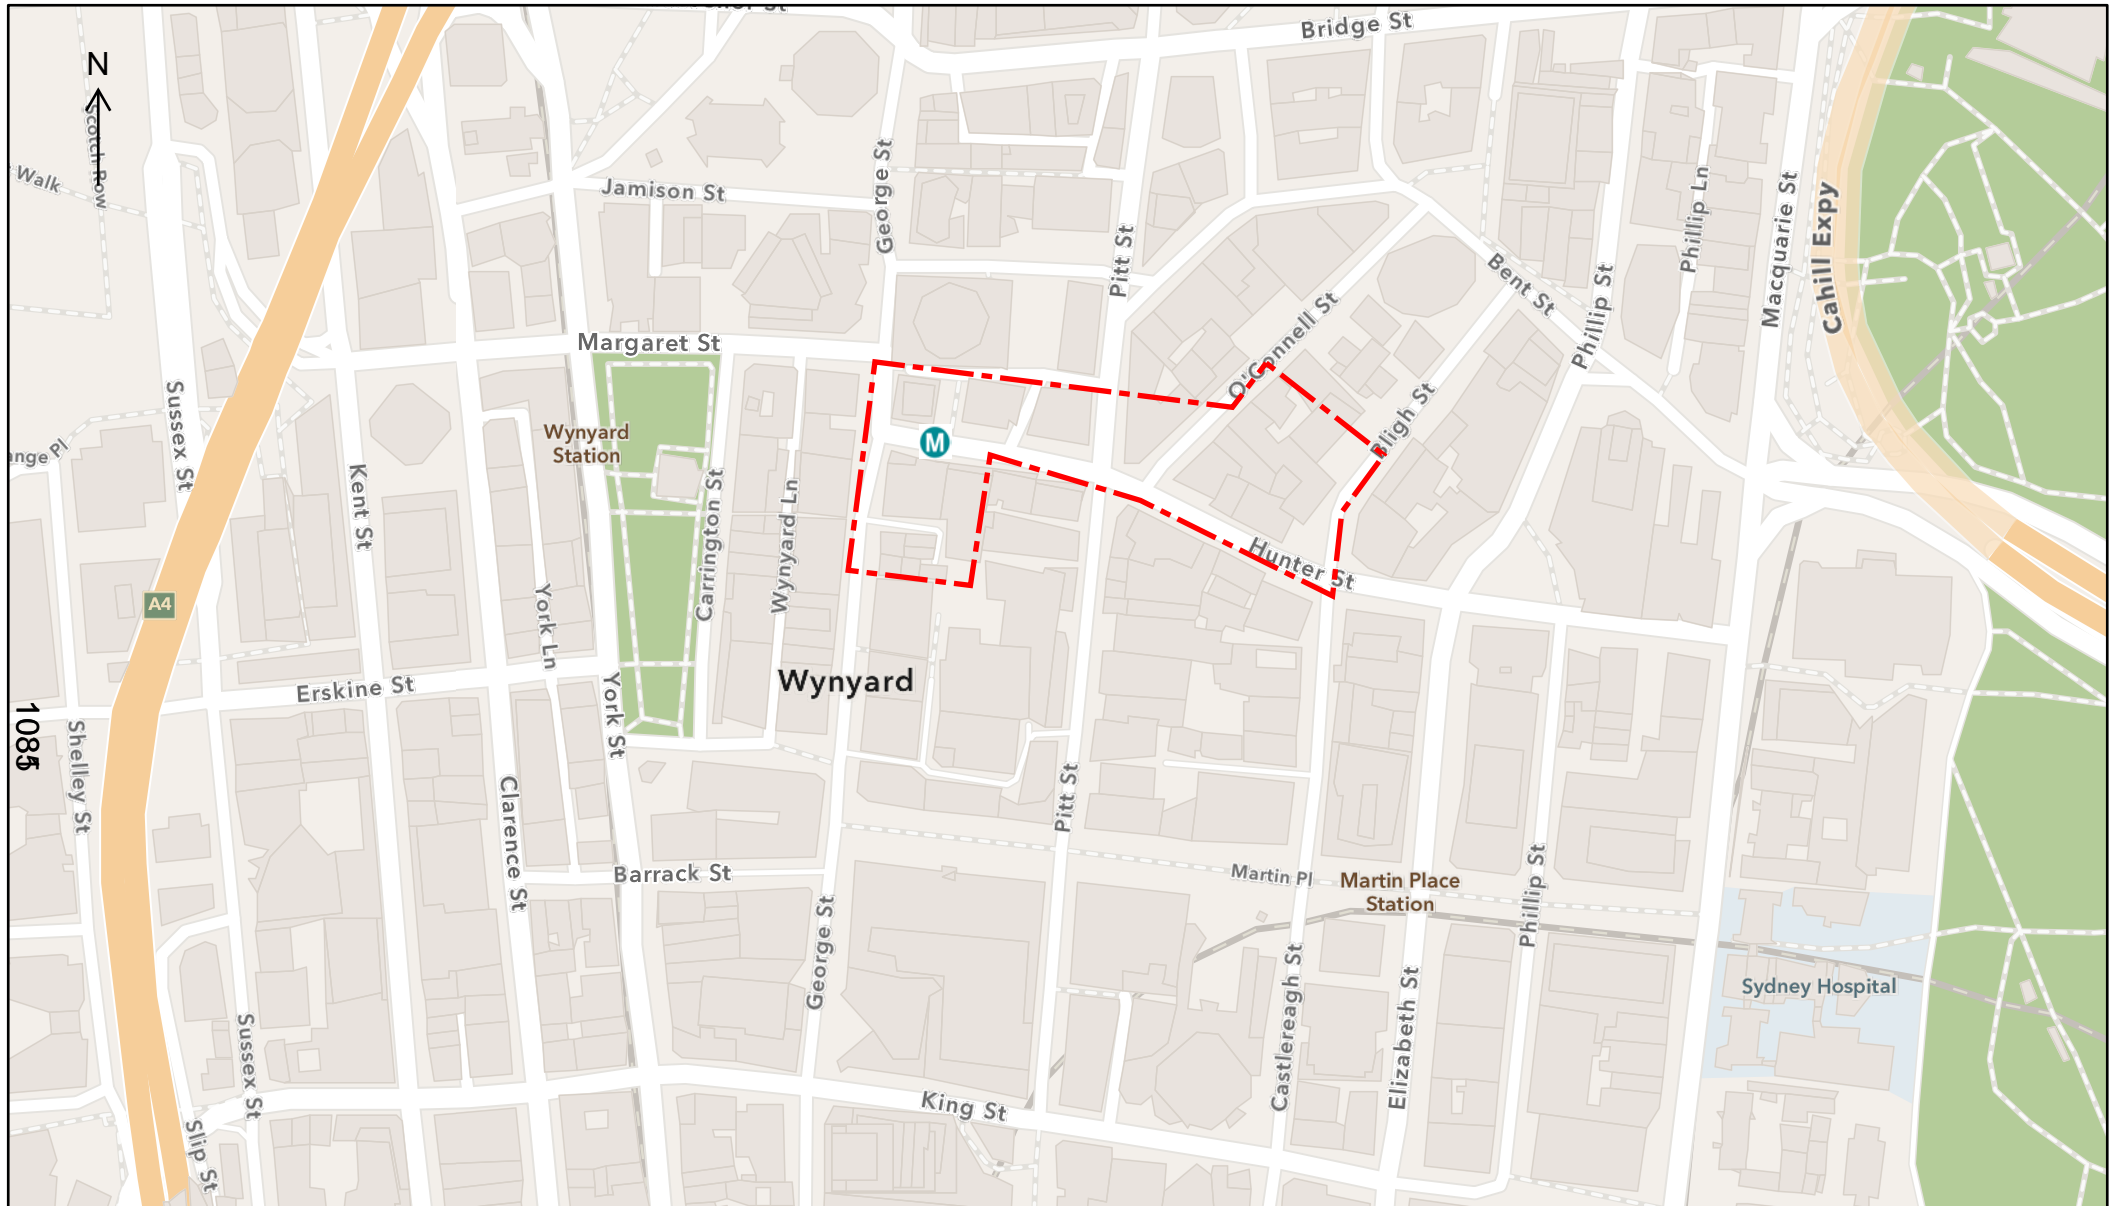 Bridge St
N
Scotch Row
Walk
George St
Jamison St
Pitt St
Phillip Ln
Macquarie St
Cahill Expy
Bent St
Phillip St
O'Connell St
Margaret St
Sussex St
Bligh St
Wynyard
Station
M
Kent St
Carrington St
Wynyard Ln
Hunter St
A4
York Ln
Erskine St
York St
Wynyard
Shelley St
Clarence St
Pitt St
Barrack St
Martin Pl
Martin Place
Station
Phillip St
George St
Castlereagh St
Elizabeth St
Sydney Hospital
Sussex St
King St
Slip St